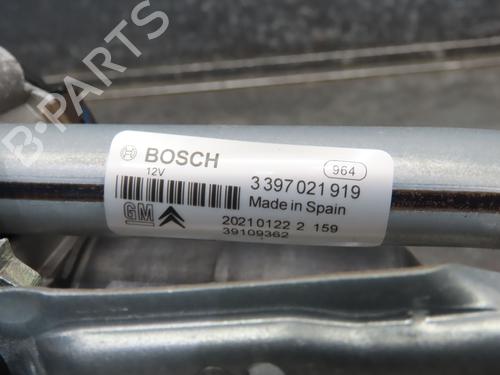 B-PARTS
BOSCH
12V
964
3 397 021 919
Made in Spain
GM
20210122 2 159
39109362